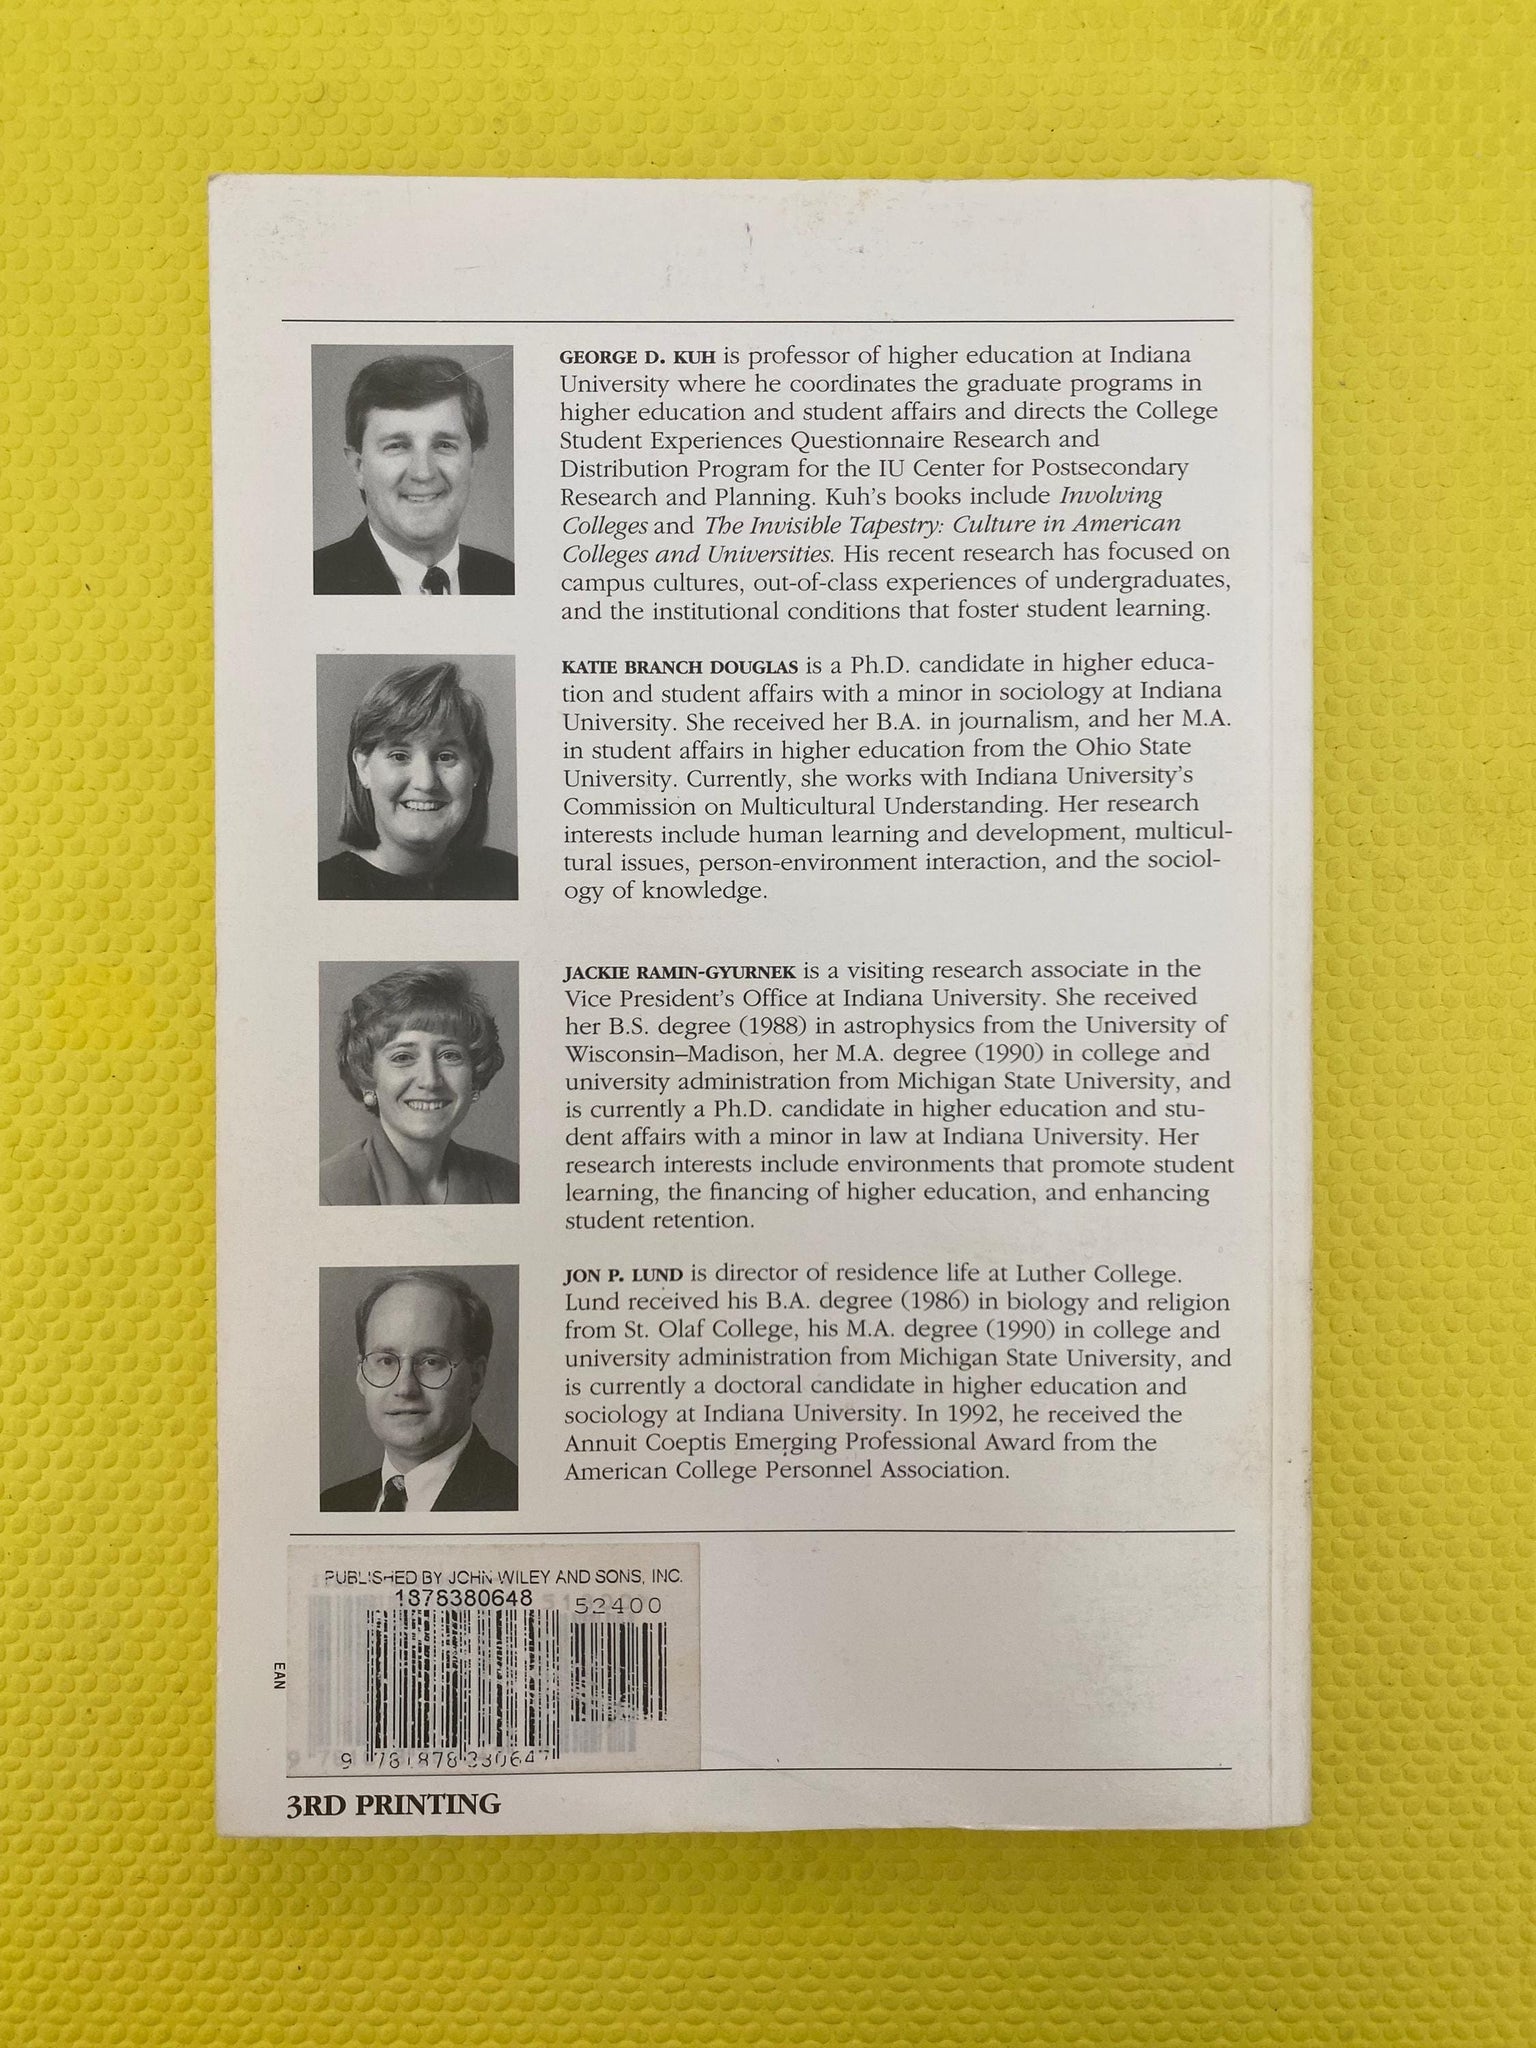 GEORGE D. KUH is professor of higher education at Indiana
University where he coordinates the graduate programs in
higher education and student affairs and directs the College
Student Experiences Questionnaire Research and
Distribution Program for the IU Center for Postsecondary
Research and Planning. Kuh's books include Involving
Colleges and The Invisible Tapestry: Culture in American
Colleges and Universities. His recent research has focused on
campus cultures, out-of-class experiences of undergraduates,
and the institutional conditions that foster student learning.
KATIE BRANCH DOUGLAS is a Ph.D. candidate in higher educa-
tion and student affairs with a minor in sociology at Indiana
University. She received her B.A. in journalism, and her M.A.
in student affairs in higher education from the Ohio State
University. Currently, she works with Indiana University's
Commission on Multicultural Understanding. Her research
interests include human learning and development, multicul-
tural issues, person-environment interaction, and the sociol-
ogy of knowledge.
JACKIE RAMIN-GYURNEK is a visiting research associate in the
Vice President's Office at Indiana University. She received
her B.S. degree (1988) in astrophysics from the University of
Wisconsin–Madison, her M.A. degree (1990) in college and
university administration from Michigan State University, and
is currently a Ph.D. candidate in higher education and stu-
dent affairs with a minor in law at Indiana University. Her
research interests include environments that promote student
learning, the financing of higher education, and enhancing
student retention.
JON P. LUND is director of residence life at Luther College.
Lund received his B.A. degree (1986) in biology and religion
from St. Olaf College, his M.A. degree (1990) in college and
university administration from Michigan State University, and
is currently a doctoral candidate in higher education and
sociology at Indiana University. In 1992, he received the
Annuit Coeptis Emerging Professional Award from the
American College Personnel Association.
PUBLISHED BY JOHN WILEY AND SONS, INC.
1878380648
52400
EAN
9 781878 380647
3RD PRINTING